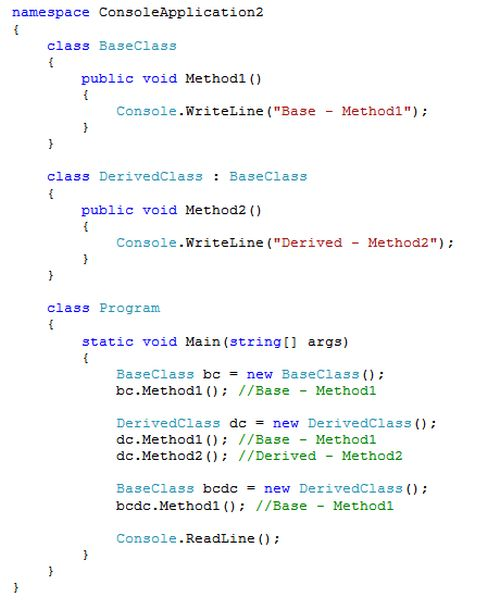 namespace ConsoleApplication2
{
    class BaseClass
    {
        public void Method1()
        {
            Console.WriteLine("Base - Method1");
        }
    }

    class DerivedClass : BaseClass
    {
        public void Method2()
        {
            Console.WriteLine("Derived - Method2");
        }
    }

    class Program
    {
        static void Main(string[] args)
        {
            BaseClass bc = new BaseClass();
            bc.Method1(); //Base - Method1

            DerivedClass dc = new DerivedClass();
            dc.Method1(); //Base - Method1
            dc.Method2(); //Derived - Method2

            BaseClass bcdc = new DerivedClass();
            bcdc.Method1(); //Base - Method1

            Console.ReadLine();
        }
    }
}